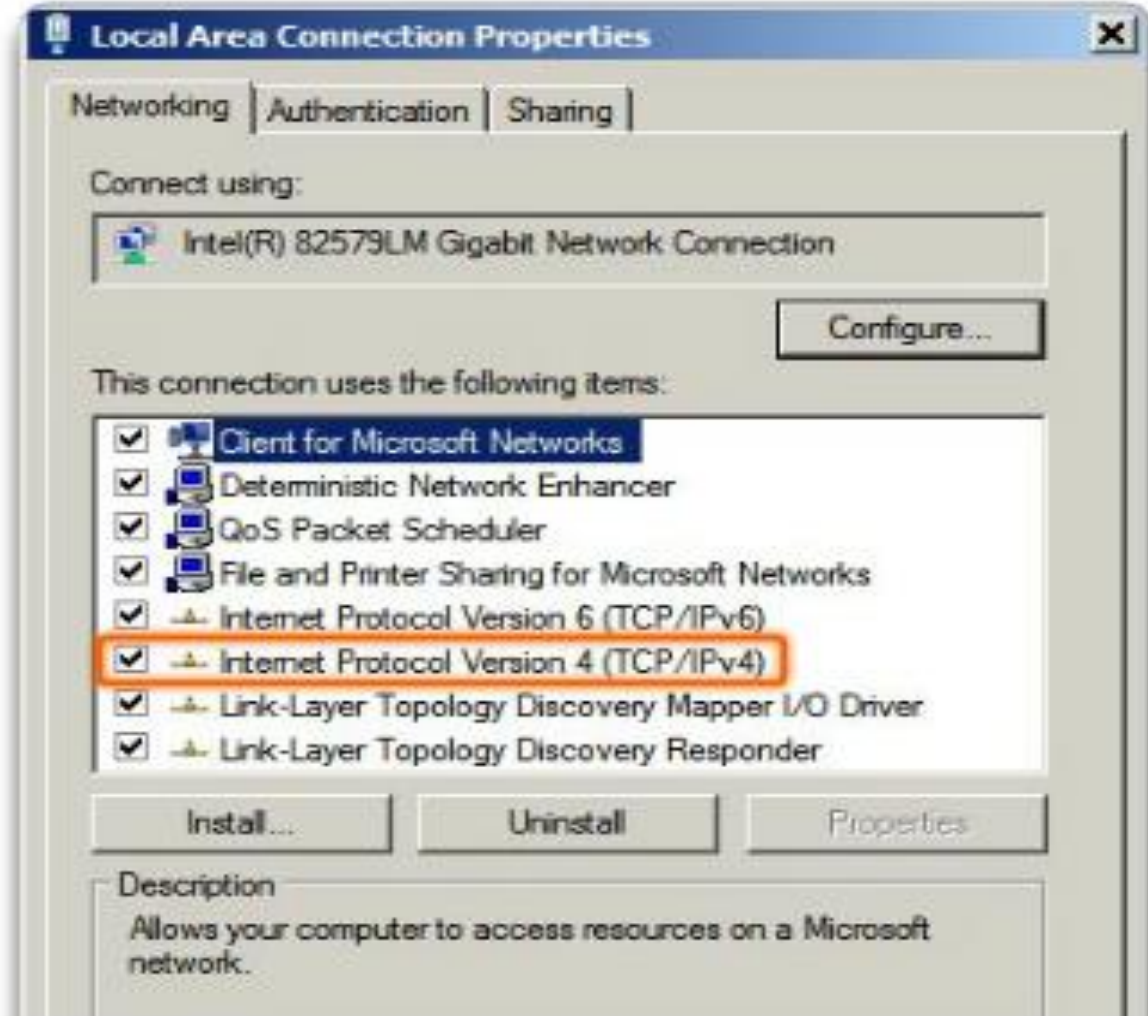 Local Area Connection Properties
Networking Authentication Sharing
Connect using:
Intel(R) 82579LM Gigabit Network Connection
Configure...
This connection uses the following items:
Client for Microsoft Networks
Deterministic Network Enhancer
QoS Packet Scheduler
File and Printer Sharing for Microsoft Networks
Internet Protocol Version 6 (TCP/IPv6)
Internet Protocol Version 4 (TCP/IPv4)
Link-Layer Topology Discovery Mapper I/O Driver
Link-Layer Topology Discovery Responder
Install... Uninstall Properties
Description
Allows your computer to access resources on a Microsoft
network.